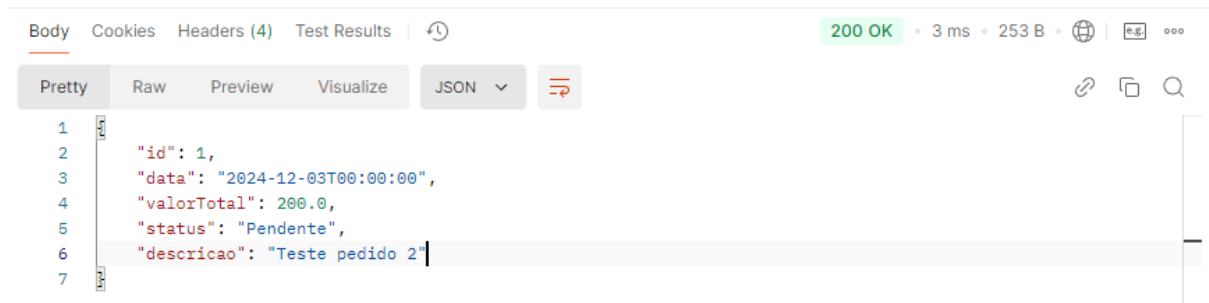 Body Cookies Headers (4) Test Results 200 OK • 3 ms • 253 B • e.g. ooo
Pretty Raw Preview Visualize JSON
1 {
2 "id": 1,
3 "data": "2024-12-03T00:00:00",
4 "valorTotal": 200.0,
5 "status": "Pendente",
6 "descricao": "Teste pedido 2"
7 }